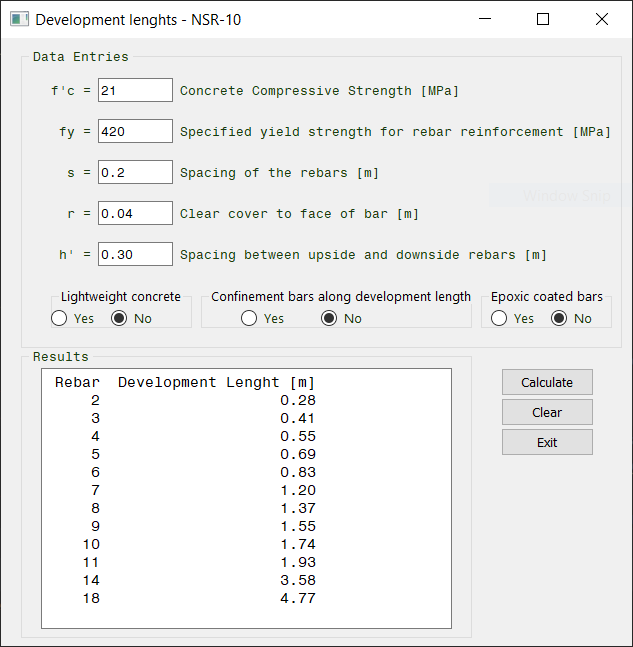 Development lenghts - NSR-10
Data Entries
f'c = 21 Concrete Compressive Strength [MPa]
fy = 420 Specified yield strength for rebar reinforcement [MPa]
s = 0.2 Spacing of the rebars [m]
Window Snip
r = 0.04 Clear cover to face of bar [m]
h' = 0.30 Spacing between upside and downside rebars [m]
Lightweight concrete Confinement bars along development length Epoxic coated bars
Yes No Yes No Yes No
Results
Rebar Development Lenght [m]
2 0.28
3 0.41
4 0.55
5 0.69
6 0.83
7 1.20
8 1.37
9 1.55
10 1.74
11 1.93
14 3.58
18 4.77
Calculate
Clear
Exit